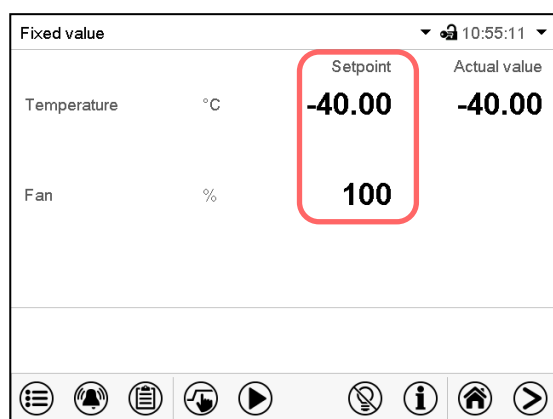 Fixed value 10:55:11
Setpoint Actual value
Temperature °C -40.00 -40.00
Fan % 100